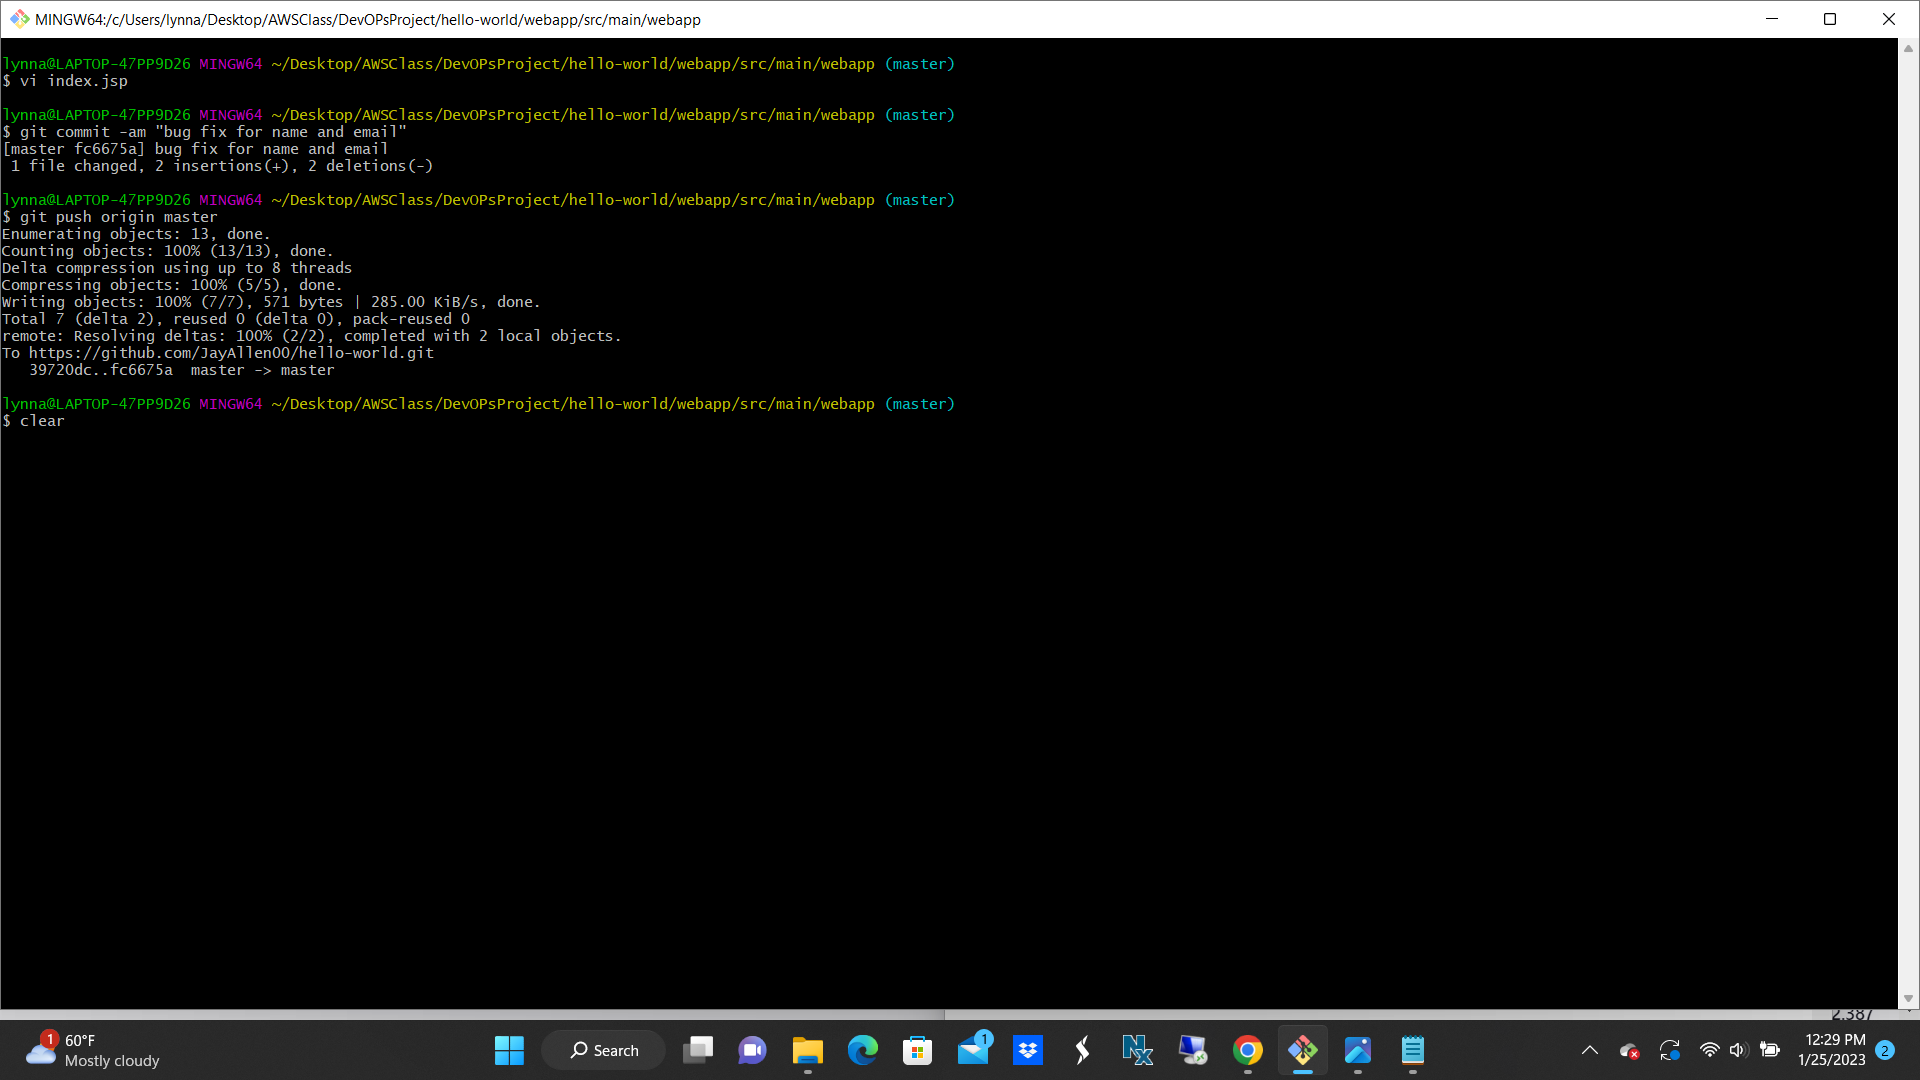 MINGW64:/c/Users/lynna/Desktop/AWSClass/DevOPsProject/hello-world/webapp/src/main/webapp
lynna@LAPTOP-47PP9D26 MINGW64 ~/Desktop/AWSClass/DevOPsProject/hello-world/webapp/src/main/webapp (master)
$ vi index.jsp
lynna@LAPTOP-47PP9D26 MINGW64 ~/Desktop/AWSClass/DevOPsProject/hello-world/webapp/src/main/webapp (master)
$ git commit -am "bug fix for name and email"
[master fc6675a] bug fix for name and email
1 file changed, 2 insertions(+), 2 deletions(-)
lynna@LAPTOP-47PP9D26 MINGW64 ~/Desktop/AWSClass/DevOPsProject/hello-world/webapp/src/main/webapp (master)
$ git push origin master
Enumerating objects: 13, done.
Counting objects: 100% (13/13), done.
Delta compression using up to 8 threads
Compressing objects: 100% (5/5), done.
Writing objects: 100% (7/7), 571 bytes | 285.00 KiB/s, done.
Total 7 (delta 2), reused 0 (delta 0), pack-reused 0
remote: Resolving deltas: 100% (2/2), completed with 2 local objects.
To https://github.com/JayAllen00/hello-world.git
39720dc..fc6675a  master -> master
lynna@LAPTOP-47PP9D26 MINGW64 ~/Desktop/AWSClass/DevOPsProject/hello-world/webapp/src/main/webapp (master)
$ clear
2,387
1
60°F
Mostly cloudy
Search
1
Nx
12:29 PM
1/25/2023
2